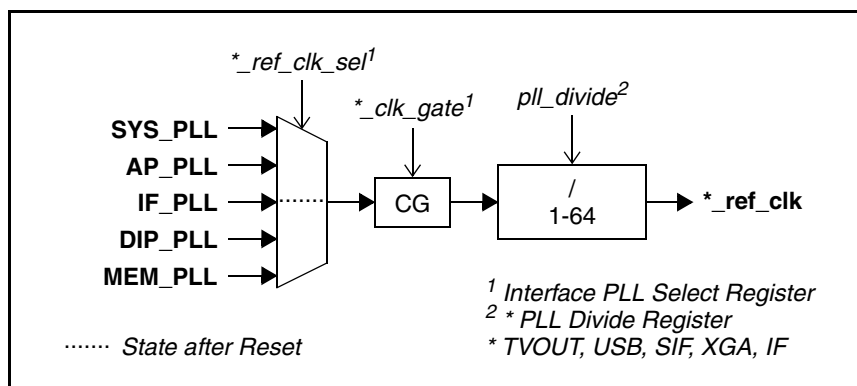 *_ref_clk_sel¹
*_clk_gate¹
pll_divide²
SYS_PLL
AP_PLL
IF_PLL
DIP_PLL
MEM_PLL
CG
/
1-64
*_ref_clk
¹ Interface PLL Select Register
² * PLL Divide Register
* TVOUT, USB, SIF, XGA, IF
....... State after Reset